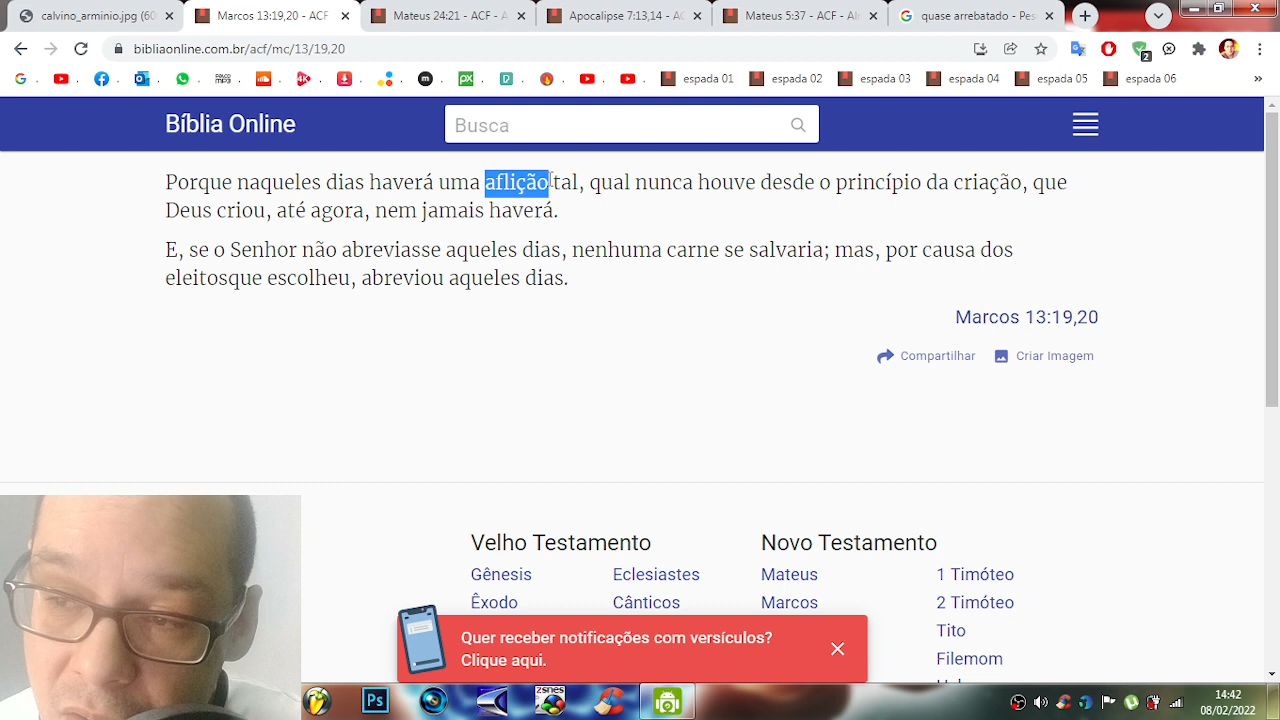 calvino_arminio.jpg (60
Marcos 13:19,20 - ACF
Mateus 24:21 - ACF - A
Apocalipse 7:13,14 - AC
Mateus 5:37 - ACF - Al
quase arrebatados - Pes
bibliaonline.com.br/acf/mc/13/19,20
2
espada 01
espada 02
espada 03
espada 04
espada 05
espada 06
Bíblia Online
Busca
Porque naqueles dias haverá uma aflição tal, qual nunca houve desde o princípio da criação, que
Deus criou, até agora, nem jamais haverá.
E, se o Senhor não abreviasse aqueles dias, nenhuma carne se salvaria; mas, por causa dos
eleitosque escolheu, abreviou aqueles dias.
Marcos 13:19,20
Compartilhar
Criar Imagem
Velho Testamento
Novo Testamento
Gênesis
Eclesiastes
Mateus
1 Timóteo
Êxodo
Cânticos
Marcos
2 Timóteo
Tito
Filemom
Quer receber notificações com versículos?
Clique aqui.
Ps
14:42
08/02/2022